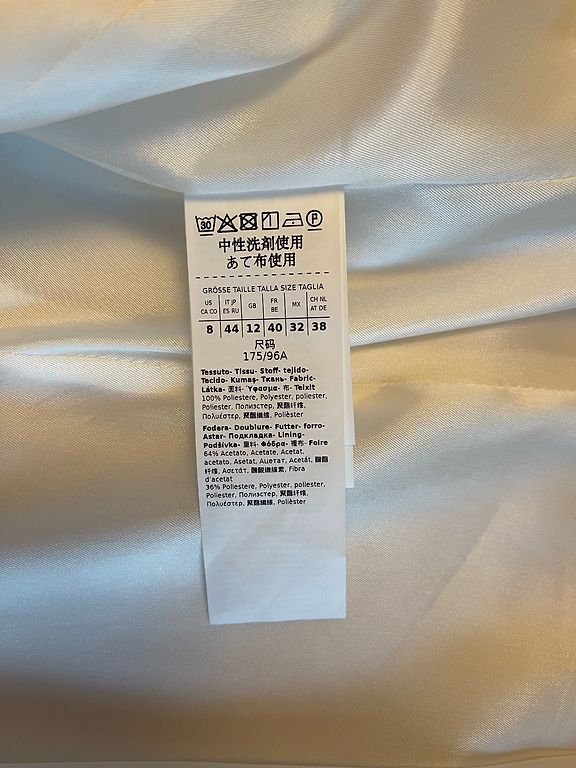 30 P
中性洗剤使用
あて布使用
GRÖSSE TAILLE TALLA SIZE TAGLIA
US CA CO | IT JP ES RU | GB | FR BE | MX | CH NL AT DE
8 | 44 | 12 | 40 | 32 | 38
尺码
175/96A
Tessuto- Tissu- Stoff- tejido-
Tecido- Kumaş- Ткань- Fabric-
Látka- 面料- Ύφασμα- 布- Teixit
100% Poliestere, Polyester, poliester,
Poliester, Полиэстер, 聚酯纤维,
Πολυέστερ, 聚酯纖維, Polièster
Fodera- Doublure- Futter- forro-
Astar- Подкладка- Lining-
Podšívka- 里料- Φόδρα- 裡布- Folre
64% Acetato, Acetate, Acetat,
acetato, Asetat, Ацетат, Acetát, 醋酯
纤维, Ασετάτ, 醋酸纖維素, Fibra
d'acetat
36% Poliestere, Polyester, poliester,
Poliester, Полиэстер, 聚酯纤维,
Πολυέστερ, 聚酯纖維, Polièster